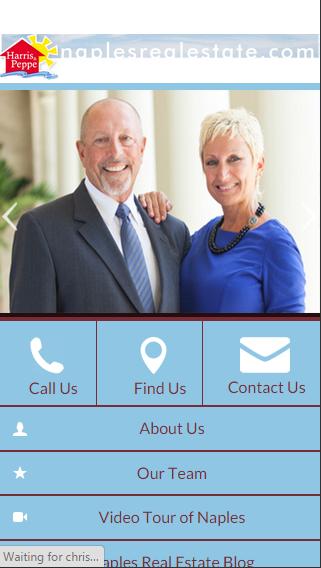 Harris,
Peppe
naplesrealestate.com
Call Us
Find Us
Contact Us
About Us
Our Team
Video Tour of Naples
aples Real Estate Blog
Waiting for chris...